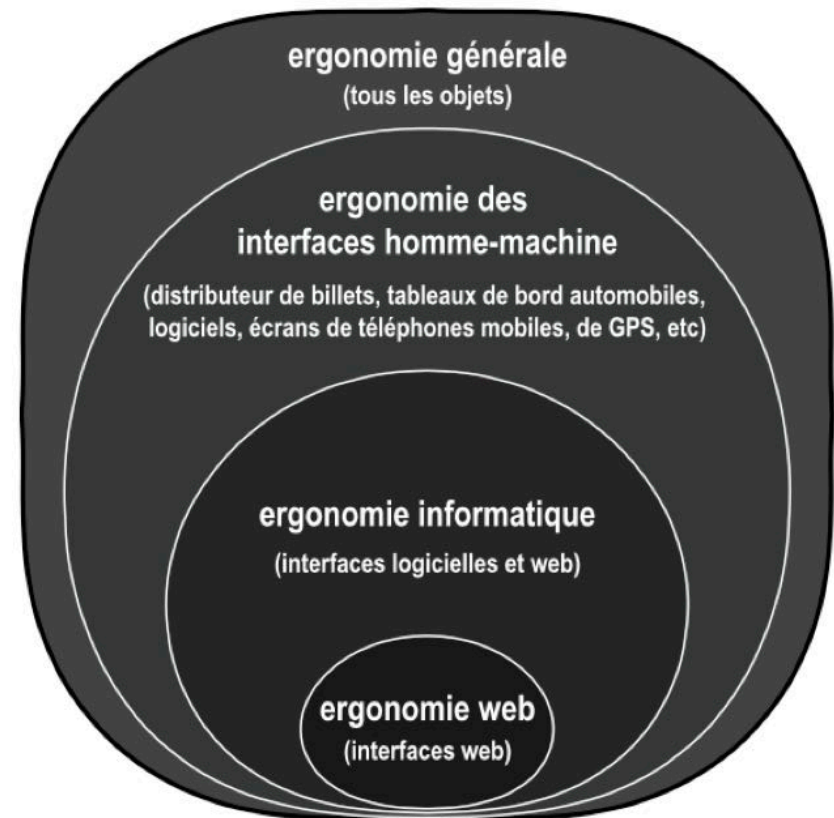 ergonomie générale
(tous les objets)
ergonomie des
interfaces homme-machine
(distributeur de billets, tableaux de bord automobiles,
logiciels, écrans de téléphones mobiles, de GPS, etc)
ergonomie informatique
(interfaces logicielles et web)
ergonomie web
(interfaces web)